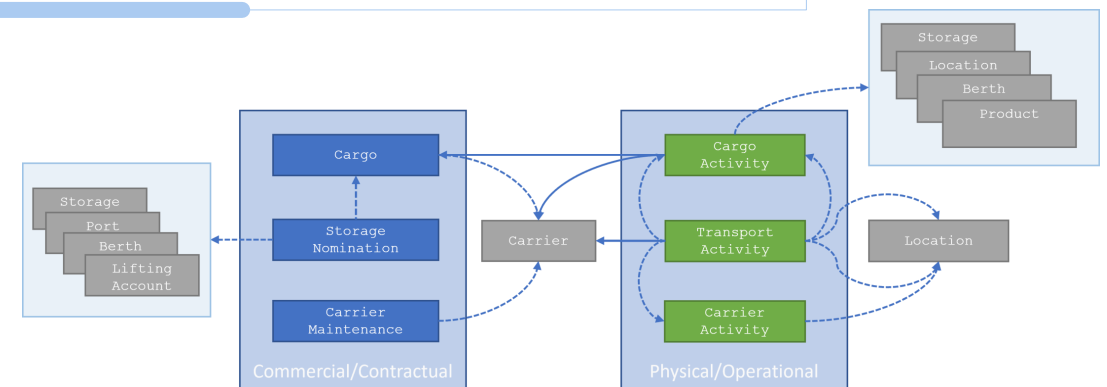 Storage
Location
Berth
Product
Cargo
Cargo
Activity
Storage
Port
Berth
Lifting
Account
Storage
Nomination
Carrier
Transport
Activity
Location
Carrier
Maintenance
Carrier
Activity
Commercial/Contractual
Physical/Operational